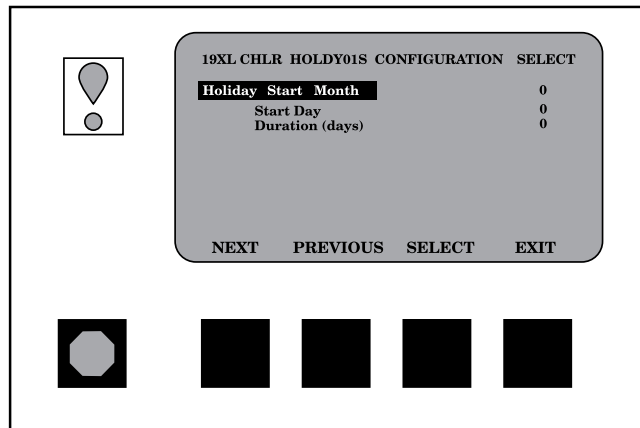 19XL CHLR HOLDY01S CONFIGURATION SELECT
Holiday Start Month 0
Start Day 0
Duration (days) 0
NEXT PREVIOUS SELECT EXIT